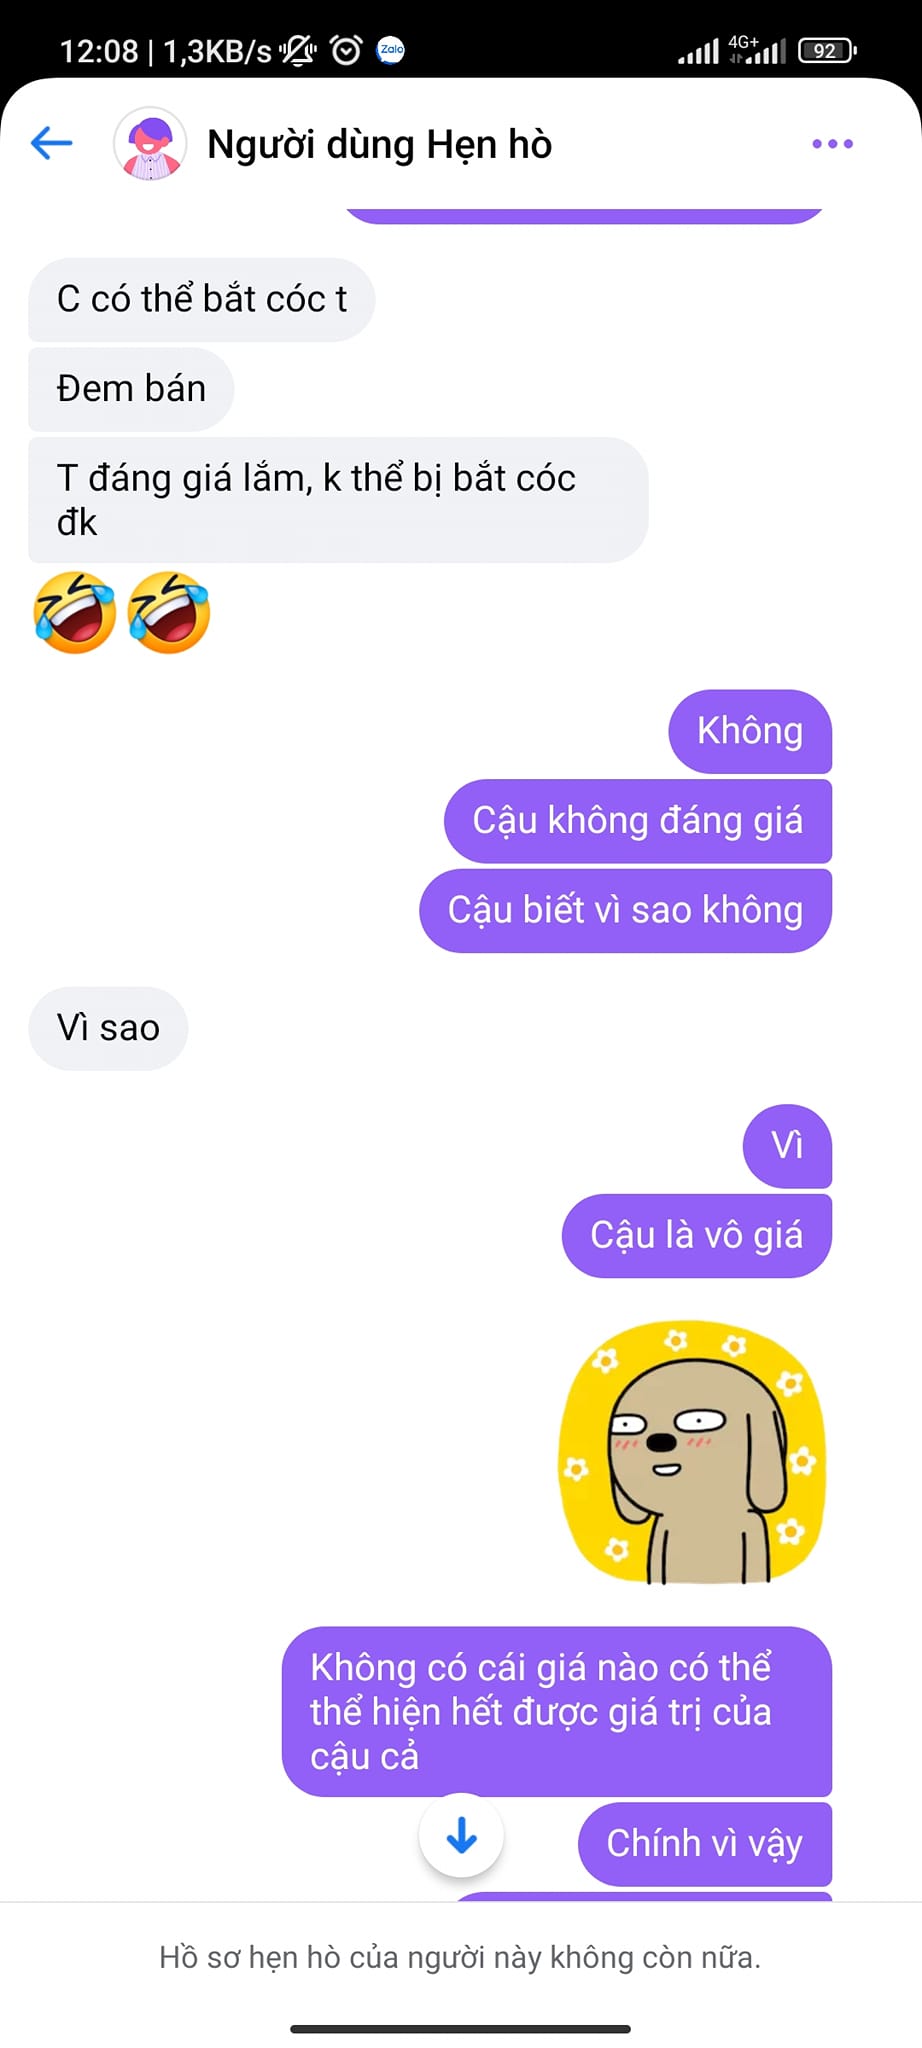 12:08 | 1,3KB/s Zalo 4G+ 92
Người dùng Hẹn hò
C có thể bắt cóc t
Đem bán
T đáng giá lắm, k thể bị bắt cóc
đk
Không
Cậu không đáng giá
Cậu biết vì sao không
Vì sao
Vì
Cậu là vô giá
Không có cái giá nào có thể
thể hiện hết được giá trị của
cậu cả
Chính vì vậy
Hồ sơ hẹn hò của người này không còn nữa.